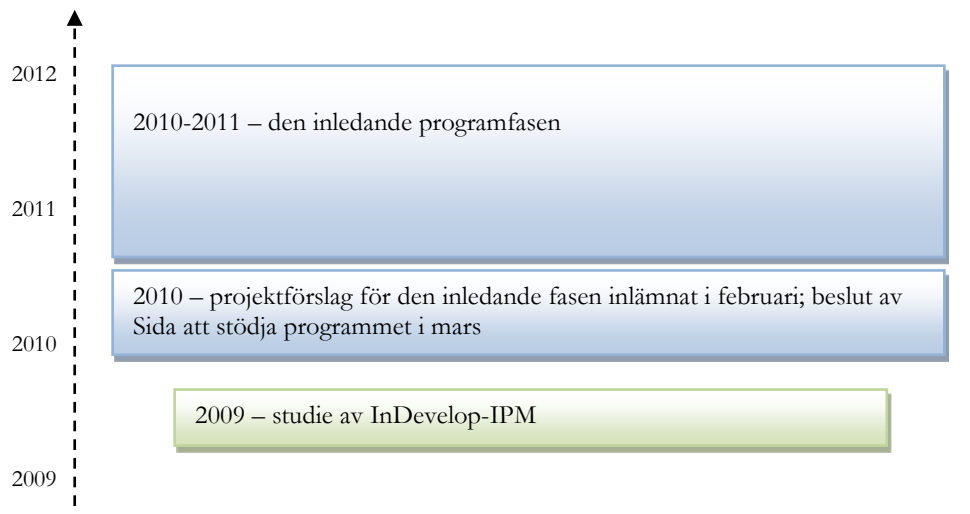 2012
2010-2011 – den inledande programfasen
2011
2010 – projektförslag för den inledande fasen inlämnat i februari; beslut av
Sida att stödja programmet i mars
2010
2009 – studie av InDevelop-IPM
2009